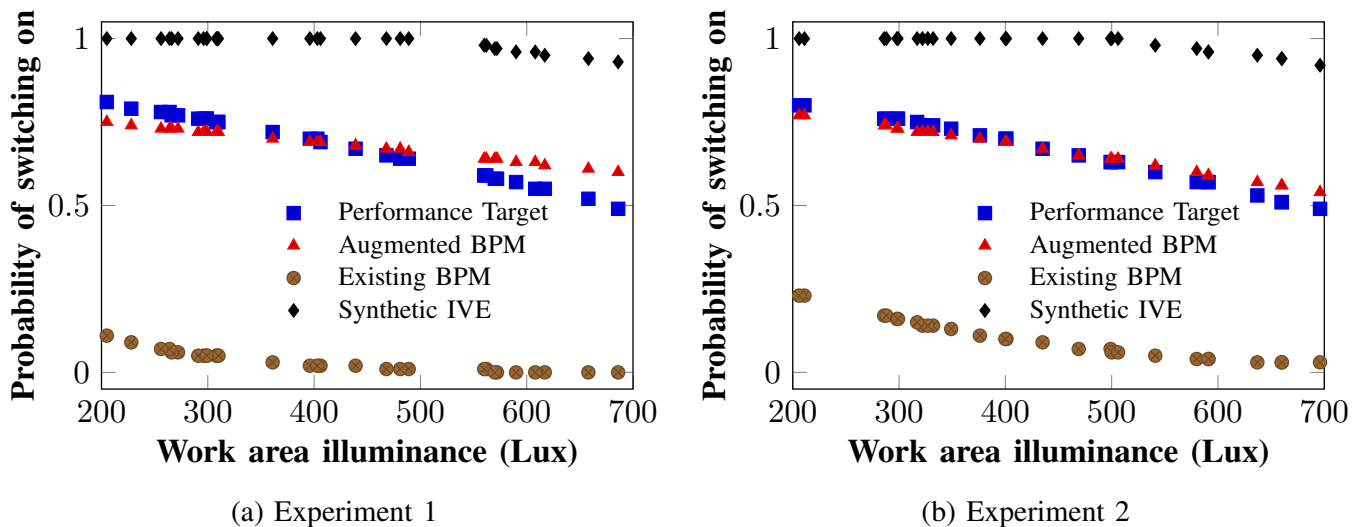 Probability of switching on
1
0.5
0
200
300
400
500
600
700
Performance Target
Augmented BPM
Existing BPM
Synthetic IVE
Work area illuminance (Lux)
(a) Experiment 1
Probability of switching on
1
0.5
0
200
300
400
500
600
700
Performance Target
Augmented BPM
Existing BPM
Synthetic IVE
Work area illuminance (Lux)
(b) Experiment 2